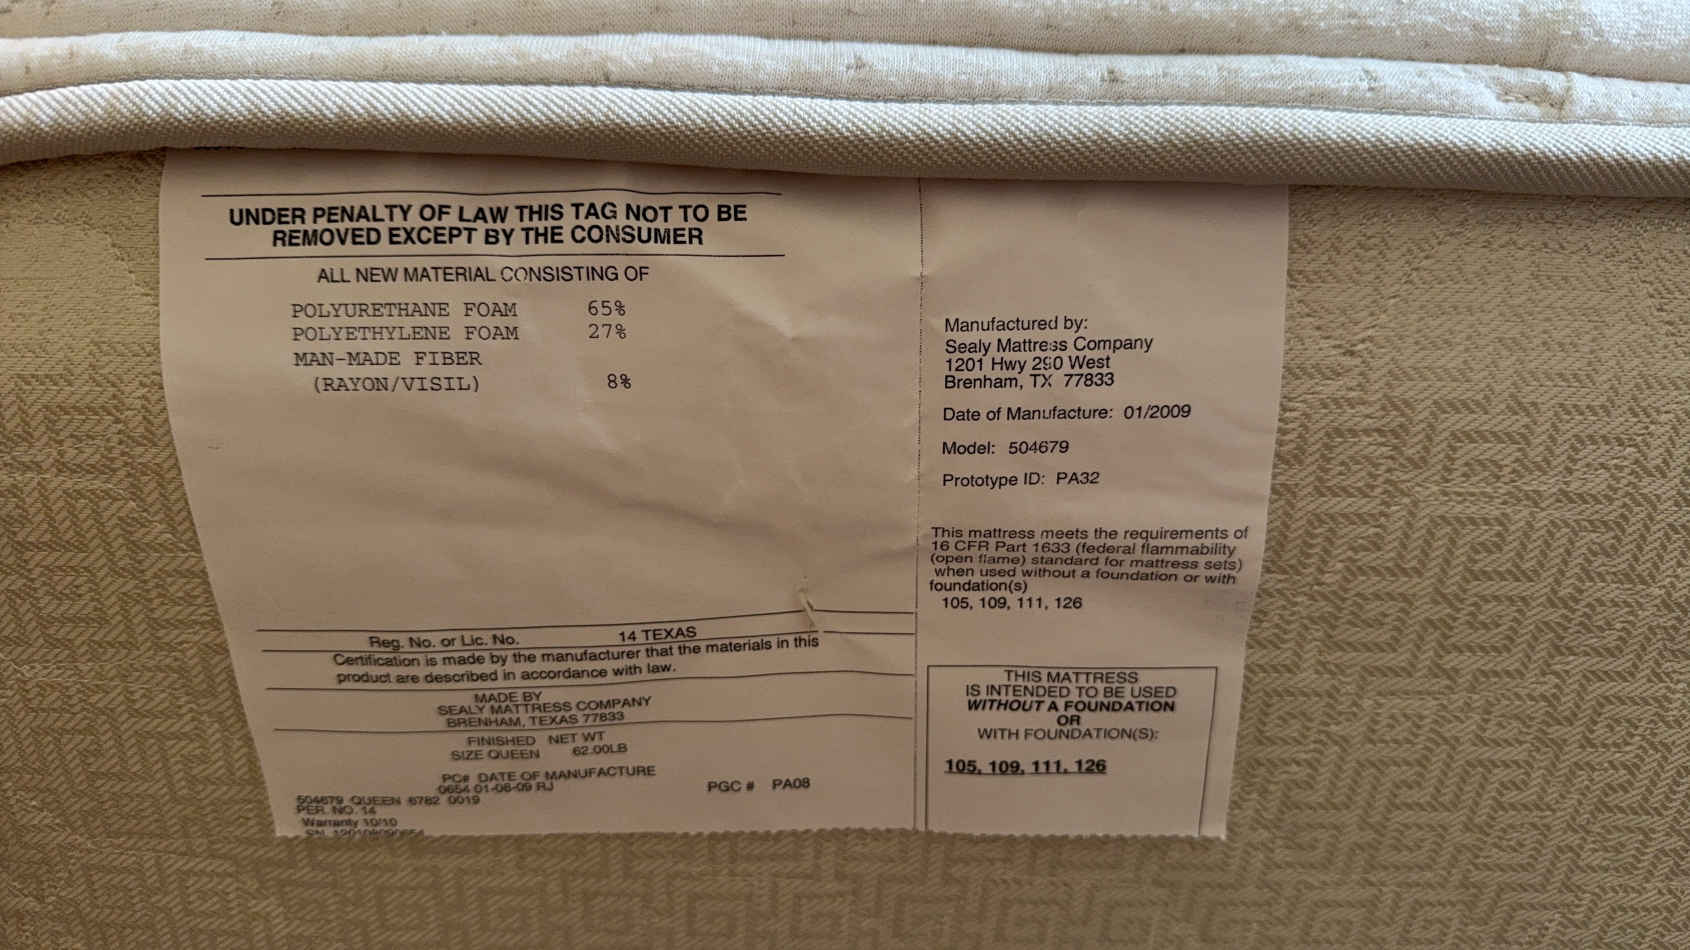 UNDER PENALTY OF LAW THIS TAG NOT TO BE
REMOVED EXCEPT BY THE CONSUMER
ALL NEW MATERIAL CONSISTING OF
POLYURETHANE FOAM 65%
POLYETHYLENE FOAM 27%
MAN-MADE FIBER
(RAYON/VISIL) 8%
Reg. No. or Lic. No. 14 TEXAS
Certification is made by the manufacturer that the materials in this
product are described in accordance with law.
MADE BY
SEALY MATTRESS COMPANY
BRENHAM, TEXAS 77833
FINISHED NET WT
SIZE QUEEN 62.00LB
PC# DATE OF MANUFACTURE
0654 01-06-09 RJ
PGC # PA08
504679 QUEEN 6782 0019
PER. NO. 14
Warranty 10/10
SN
Manufactured by:
Sealy Mattress Company
1201 Hwy 290 West
Brenham, TX 77833
Date of Manufacture: 01/2009
Model: 504679
Prototype ID: PA32
This mattress meets the requirements of
16 CFR Part 1633 (federal flammability
(open flame) standard for mattress sets)
when used without a foundation or with
foundation(s)
105, 109, 111, 126
THIS MATTRESS
IS INTENDED TO BE USED
WITHOUT A FOUNDATION
OR
WITH FOUNDATION(S):
105, 109, 111, 126